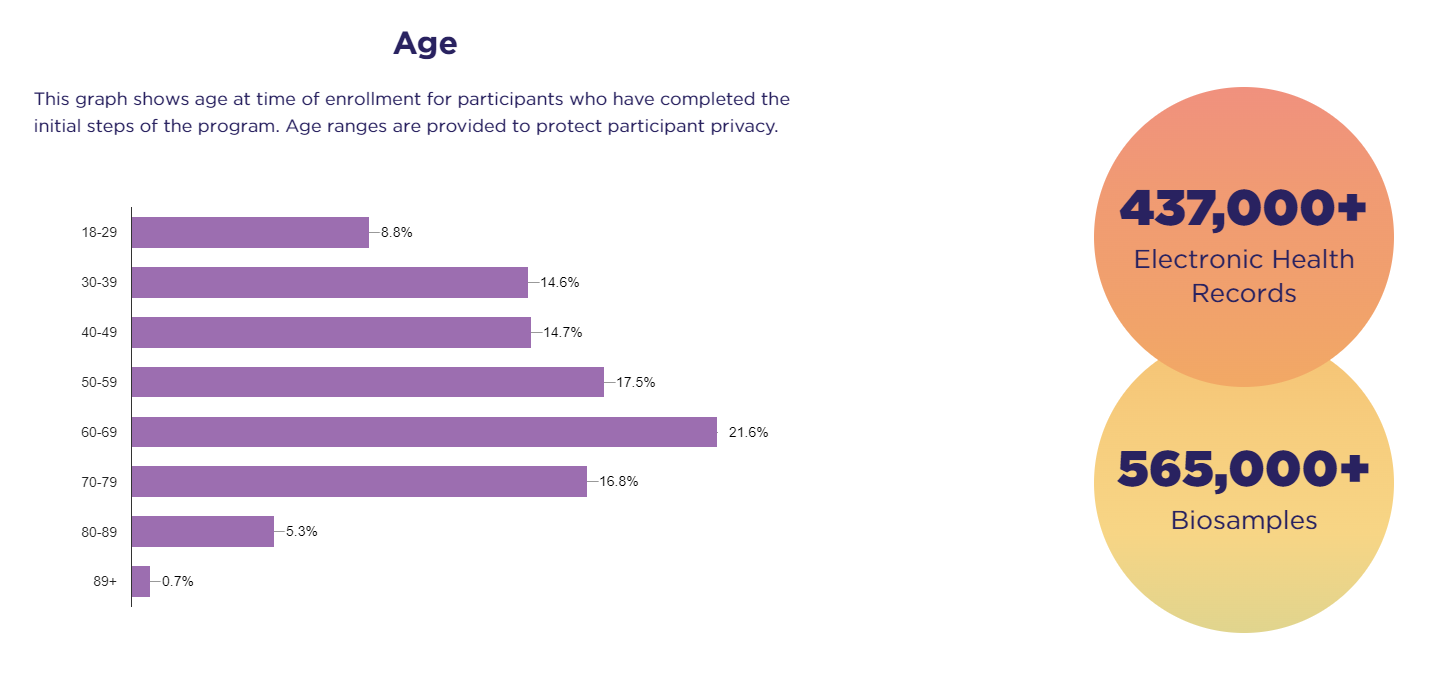 Age
This graph shows age at time of enrollment for participants who have completed the
initial steps of the program. Age ranges are provided to protect participant privacy.
18-29 8.8%
30-39 14.6%
40-49 14.7%
50-59 17.5%
60-69 21.6%
70-79 16.8%
80-89 5.3%
89+ 0.7%
437,000+
Electronic Health
Records
565,000+
Biosamples